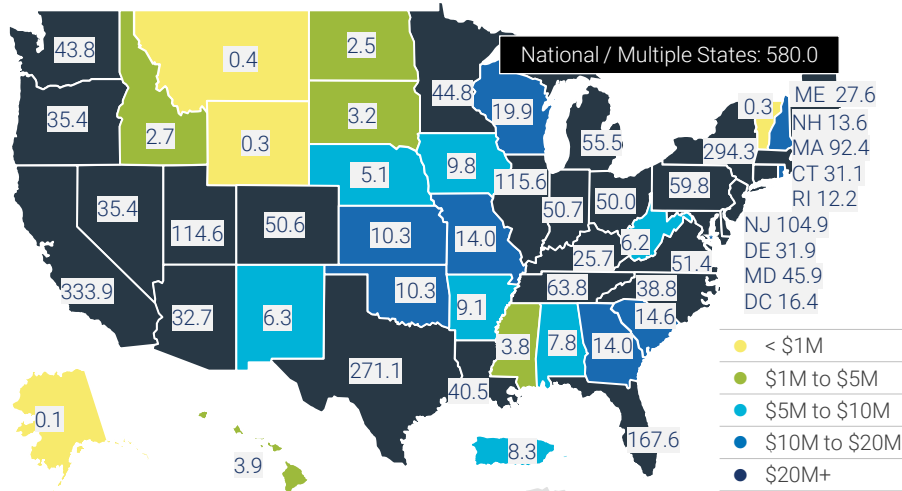 43.8
0.4
2.5
National / Multiple States: 580.0
44.8
19.9
0.3
ME 27.6
35.4
2.7
0.3
3.2
55.5
294.3
NH 13.6
MA 92.4
5.1
9.8
115.6
59.8
CT 31.1
RI 12.2
35.4
114.6
50.6
10.3
14.0
50.7
50.0
6.2
NJ 104.9
25.7
51.4
DE 31.9
333.9
32.7
6.3
10.3
9.1
63.8
38.8
MD 45.9
14.6
DC 16.4
271.1
40.5
3.8
7.8
14.0
< $1M
$1M to $5M
0.1
3.9
8.3
167.6
$5M to $10M
$10M to $20M
$20M+